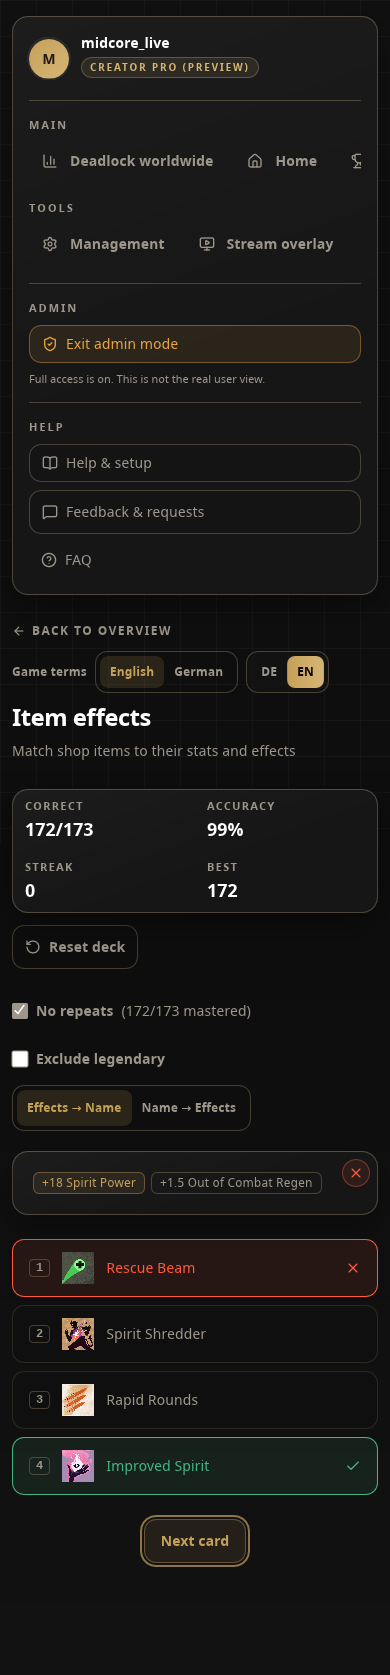 M
midcore_live
CREATOR PRO (PREVIEW)
MAIN
Deadlock worldwide Home
TOOLS
Management Stream overlay
ADMIN
Exit admin mode
Full access is on. This is not the real user view.
HELP
Help & setup
Feedback & requests
FAQ
← BACK TO OVERVIEW
Game terms English German DE EN
Item effects
Match shop items to their stats and effects
CORRECT ACCURACY
172/173 99%
STREAK BEST
0 172
Reset deck
No repeats (172/173 mastered)
Exclude legendary
Effects → Name Name → Effects
+18 Spirit Power +1.5 Out of Combat Regen
1 Rescue Beam
2 Spirit Shredder
3 Rapid Rounds
4 Improved Spirit
Next card